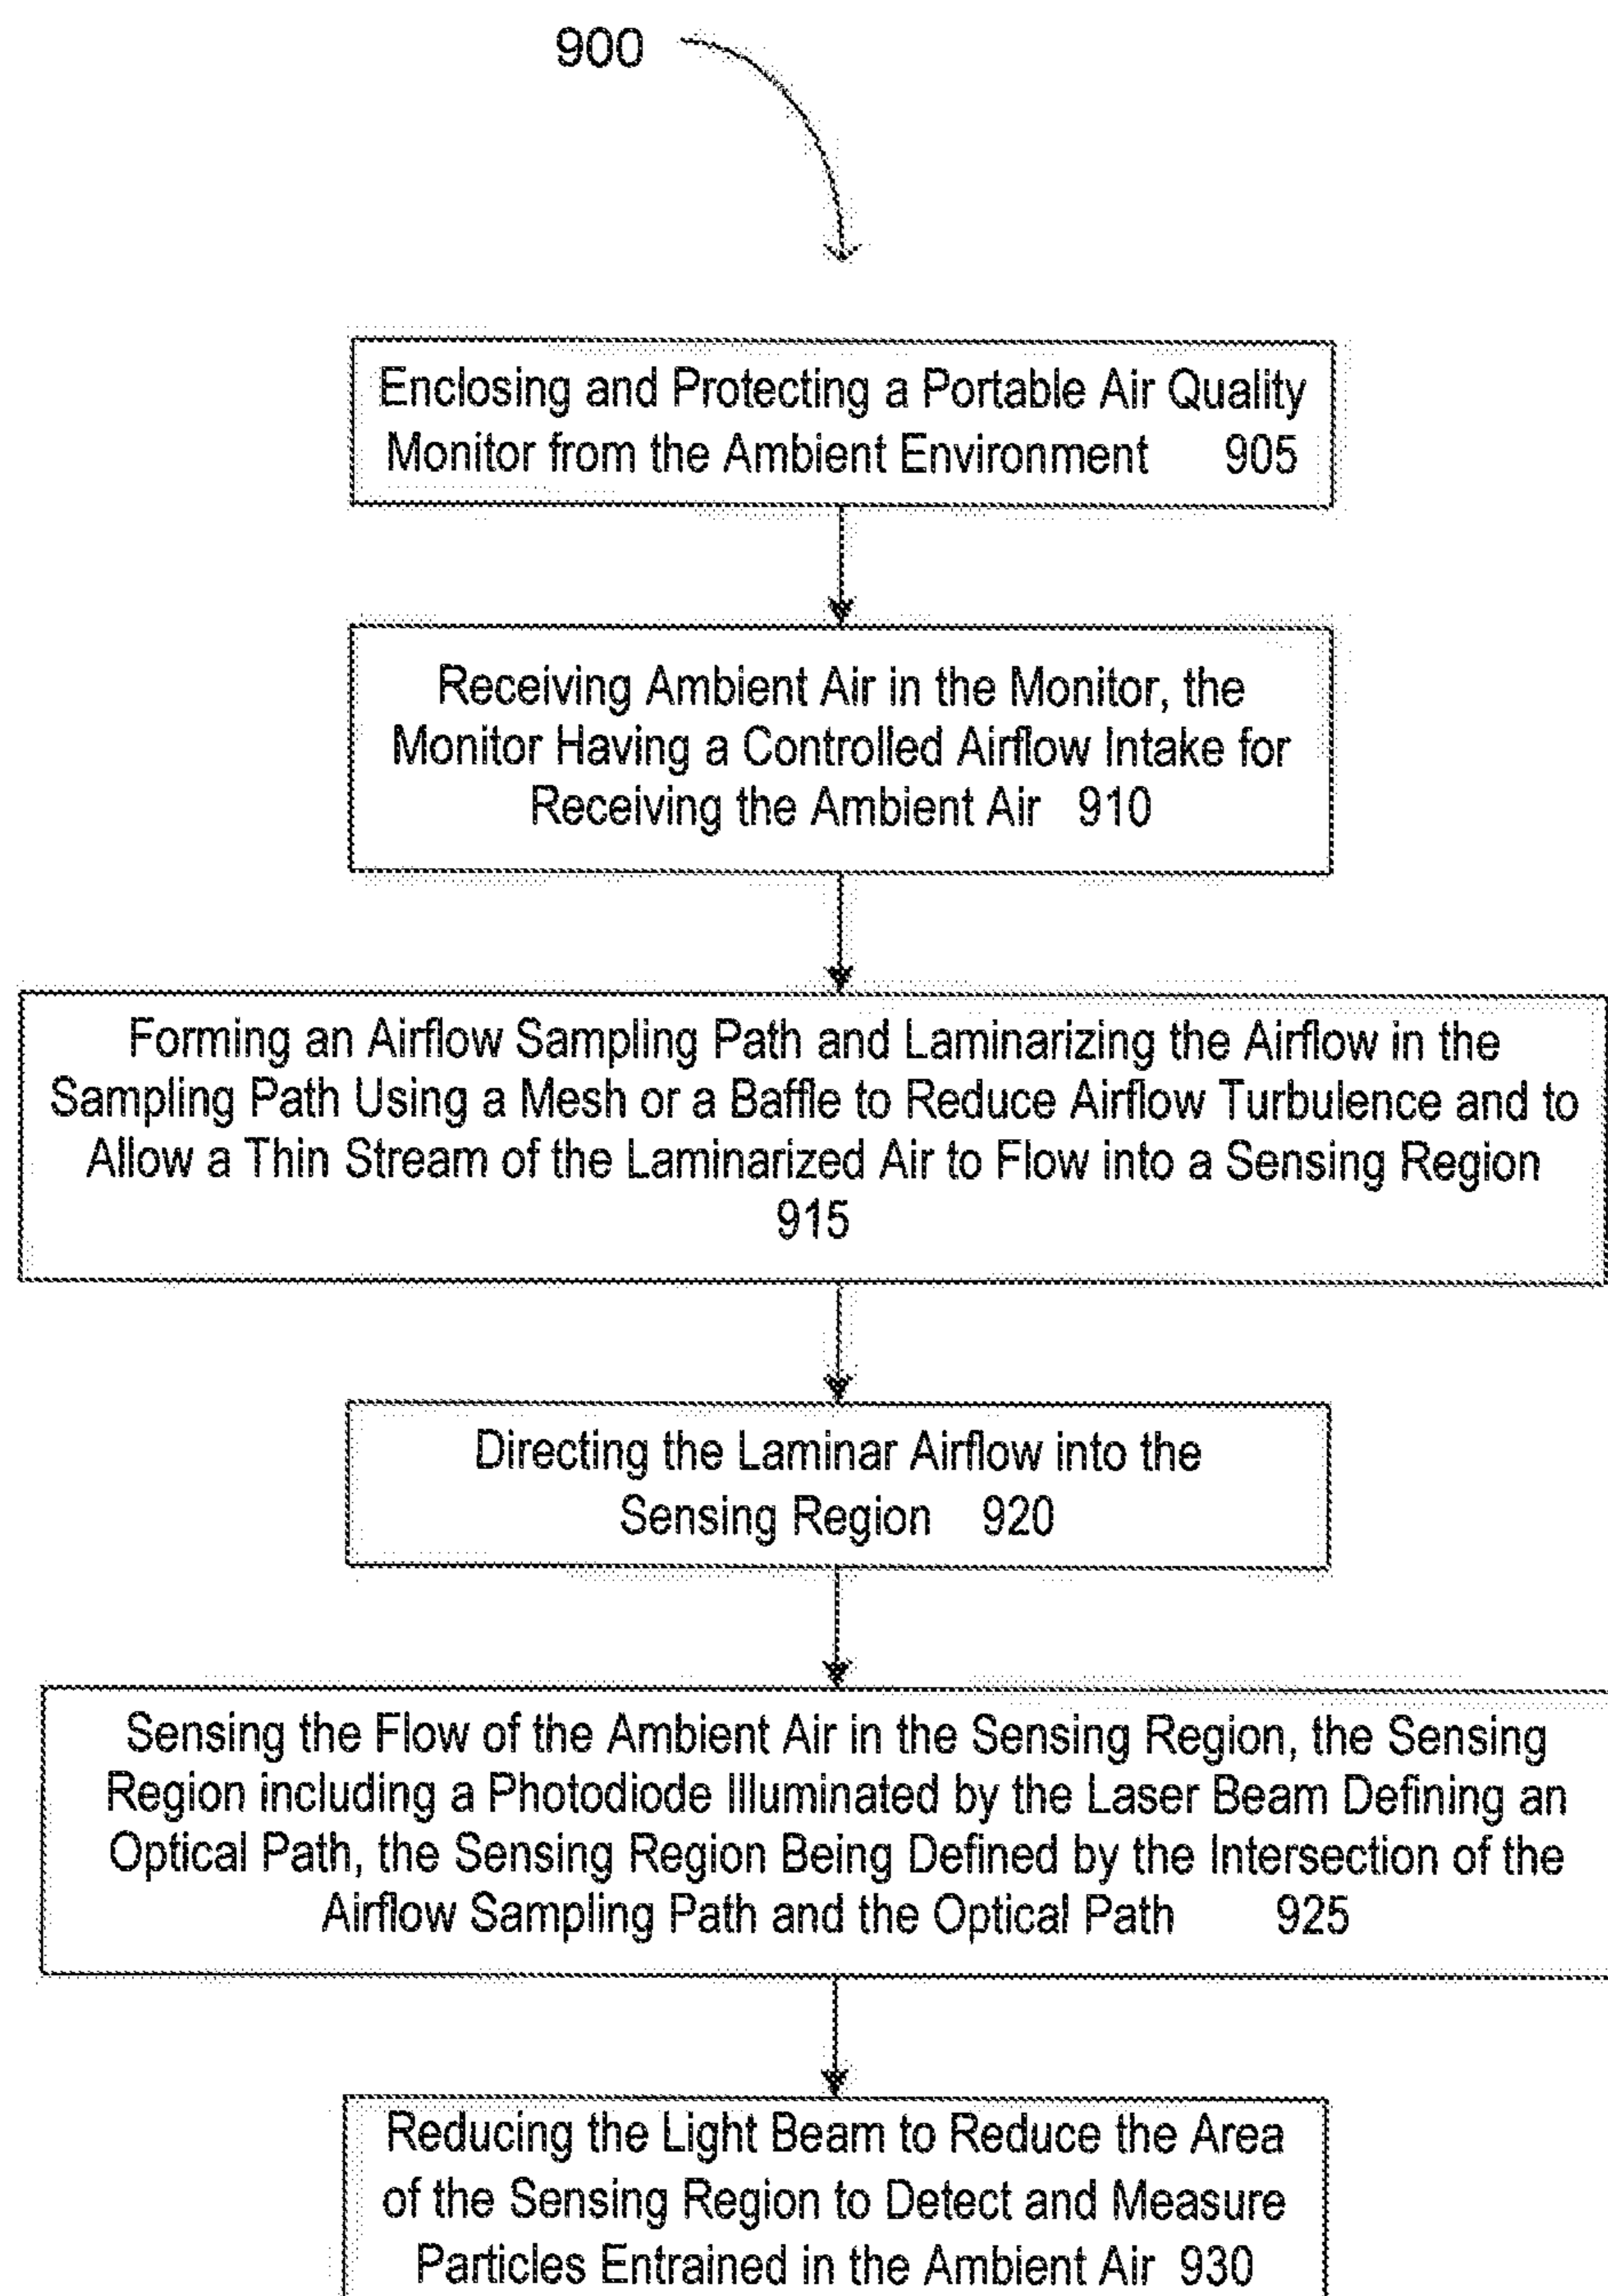 900
Enclosing and Protecting a Portable Air Quality
Monitor from the Ambient Environment 905
Receiving Ambient Air in the Monitor, the
Monitor Having a Controlled Airflow Intake for
Receiving the Ambient Air 910
Forming an Airflow Sampling Path and Laminarizing the Airflow in the
Sampling Path Using a Mesh or a Baffle to Reduce Airflow Turbulence and to
Allow a Thin Stream of the Laminarized Air to Flow into a Sensing Region
915
Directing the Laminar Airflow into the
Sensing Region 920
Sensing the Flow of the Ambient Air in the Sensing Region, the Sensing
Region including a Photodiode Illuminated by the Laser Beam Defining an
Optical Path, the Sensing Region Being Defined by the Intersection of the
Airflow Sampling Path and the Optical Path 925
Reducing the Light Beam to Reduce the Area
of the Sensing Region to Detect and Measure
Particles Entrained in the Ambient Air 930